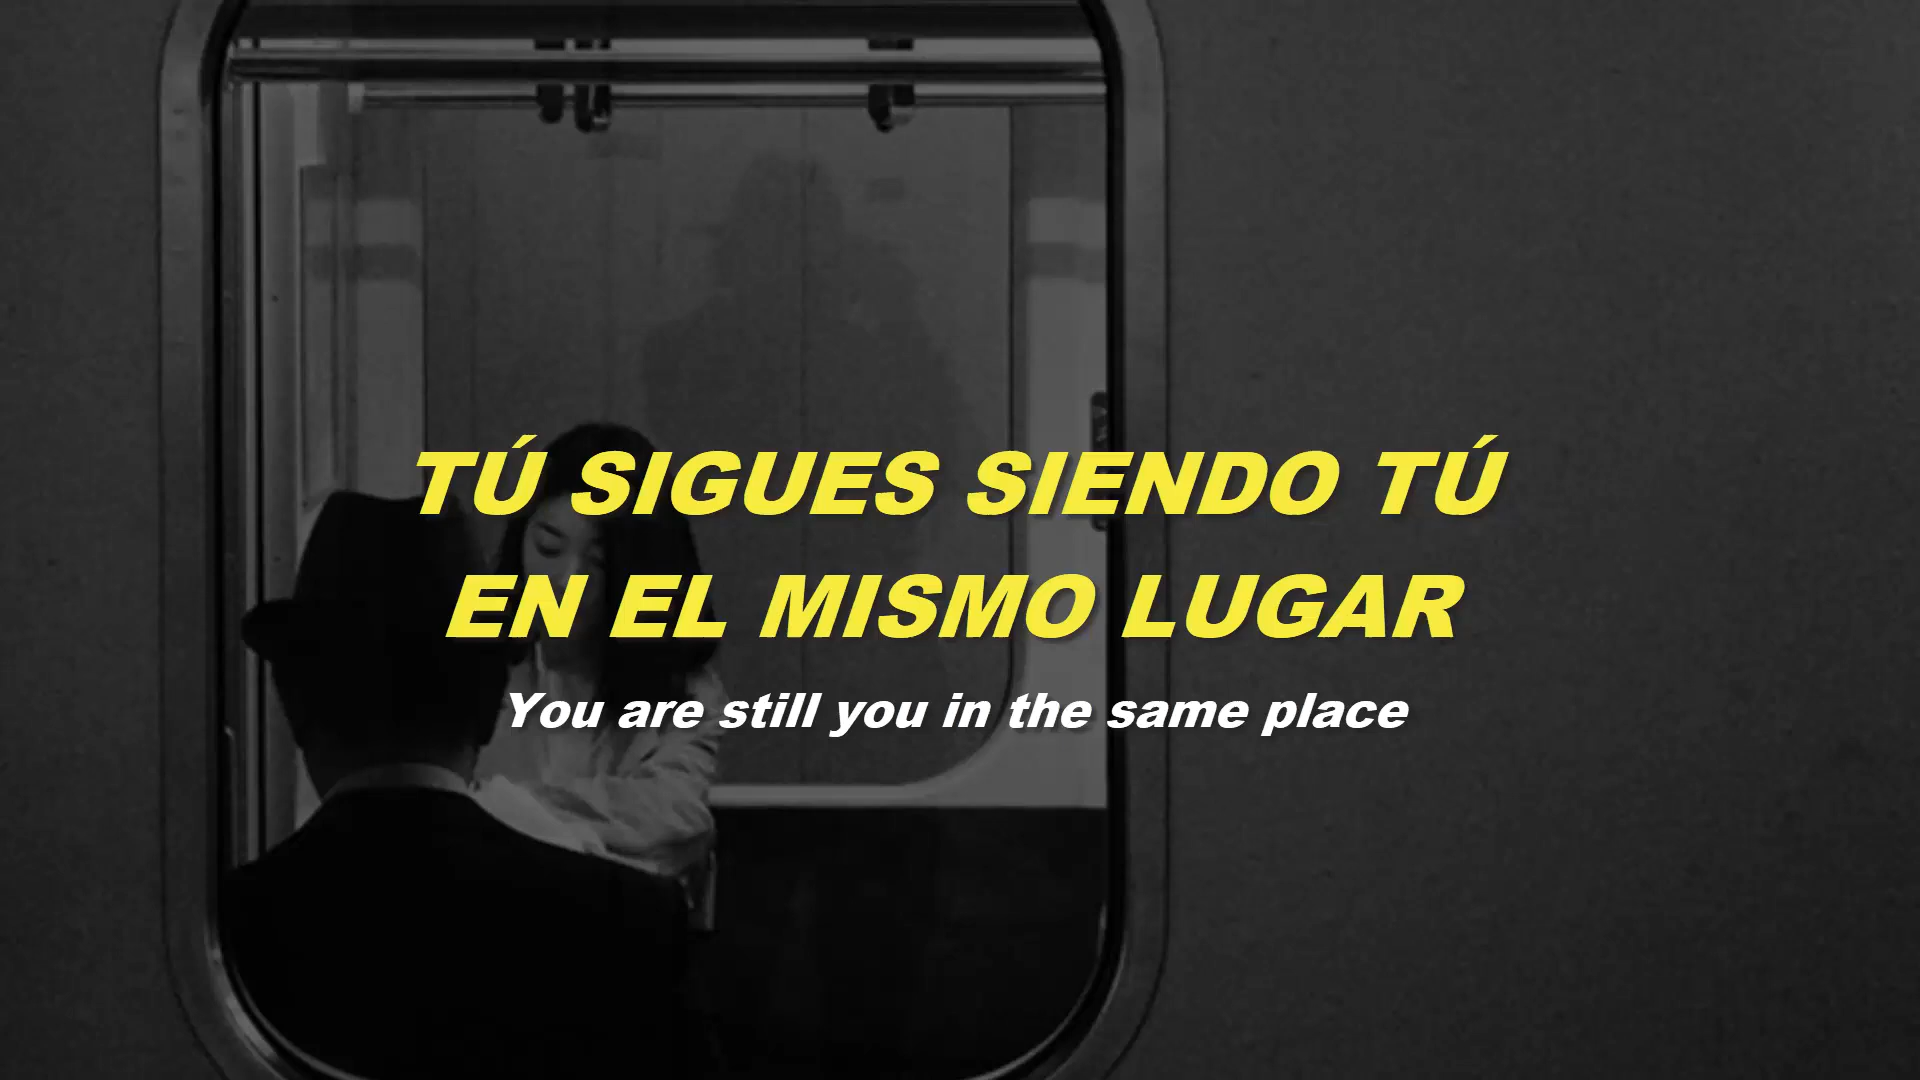 TÚ SIGUES SIENDO TÚ
EN EL MISMO LUGAR
You are still you in the same place